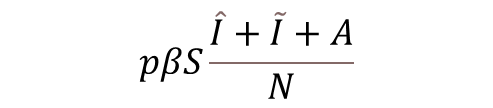 pβS (Î + Ĩ + A) / N